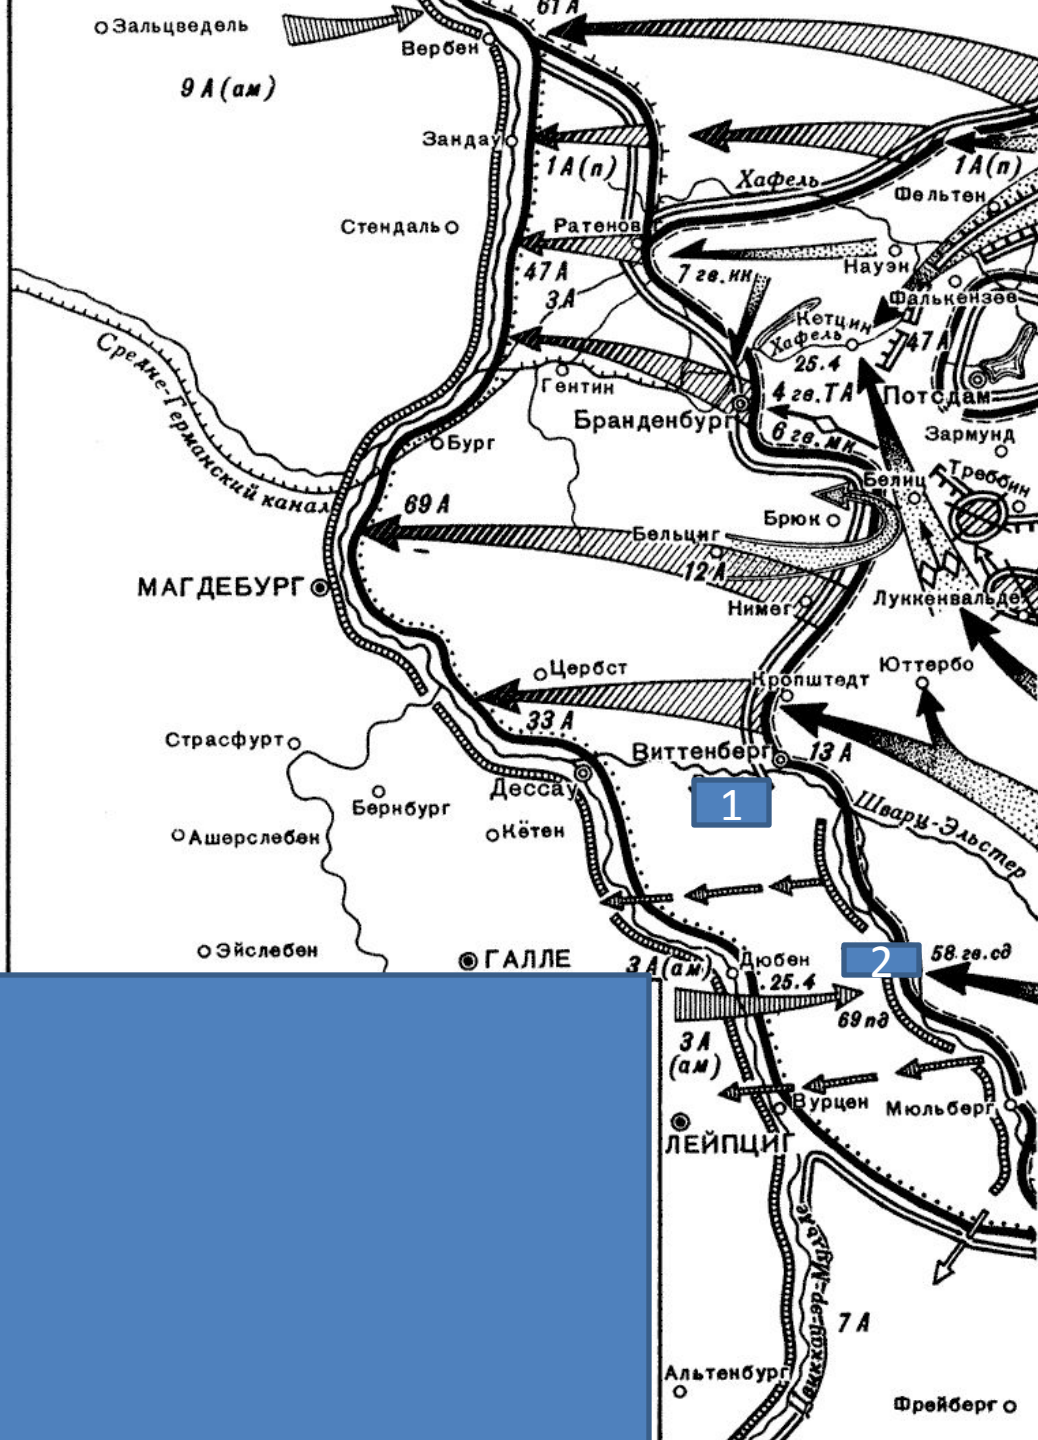 61 А
Зальцведель
Вербен
9 А (ам)
Зандау
1 А (п)
1 А (п)
Хафель
Фельтен
Стендаль
Ратенов
Науэн
47 А
3 А
7 гв. кк
Фалькензее
Кетцин
Хафель
47 А
25.4
Средне-Германский канал
Гентин
4 гв. ТА
Потсдам
Бранденбург
6 гв. мк
Зармунд
Бург
Белиц
Треббин
69 А
Брюк
Бельциг
12 А
МАГДЕБУРГ
Нимег
Луккенвальде
Цербст
Кропштедт
Ютербо
33 А
Страсфурт
Виттенберг
13 А
Дессау
Бернбург
1
Шварц-Эльстер
Ашерслебен
Кётен
Эйслебен
ГАЛЛЕ
3 А (ам)
Дюбен
2
58 гв. сд
25.4
69 пд
3 А
(ам)
Вурцен
Мюльберг
ЛЕЙПЦИГ
Цвиккау-эр-Мульде
7 А
Альтенбург
Фрейберг